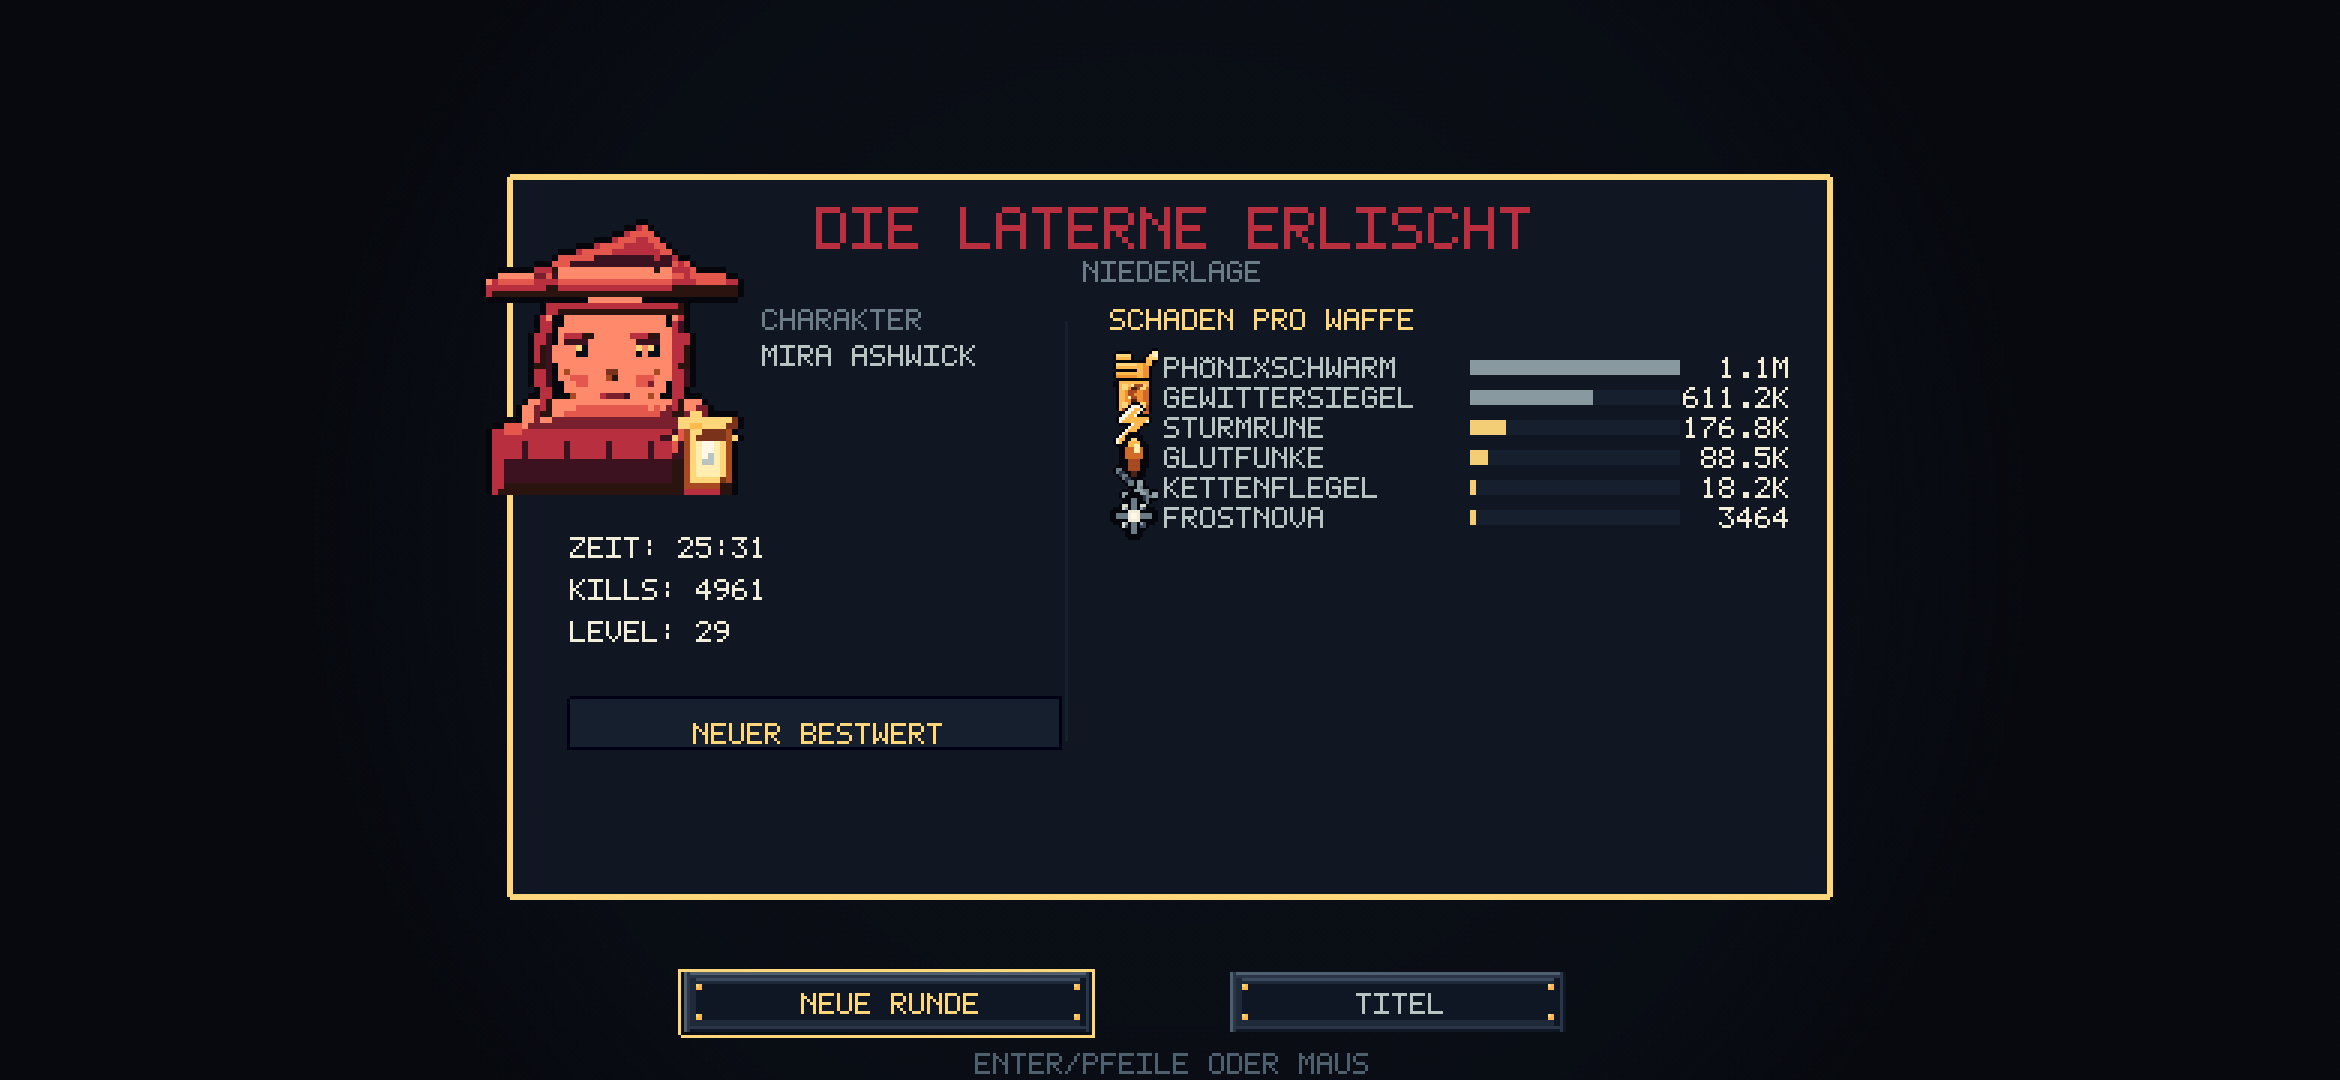 DIE LATERNE ERLISCHT
NIEDERLAGE
CHARAKTER
MIRA ASHWICK
ZEIT: 25:31
KILLS: 4961
LEVEL: 29
NEUER BESTWERT
SCHADEN PRO WAFFE
PHÖNIXSCHWARM 1.1M
GEWITTERSIEGEL 611.2K
STURMRUNE 176.8K
GLUTFUNKE 88.5K
KETTENFLEGEL 18.2K
FROSTNOVA 3464
NEUE RUNDE
TITEL
ENTER/PFEILE ODER MAUS